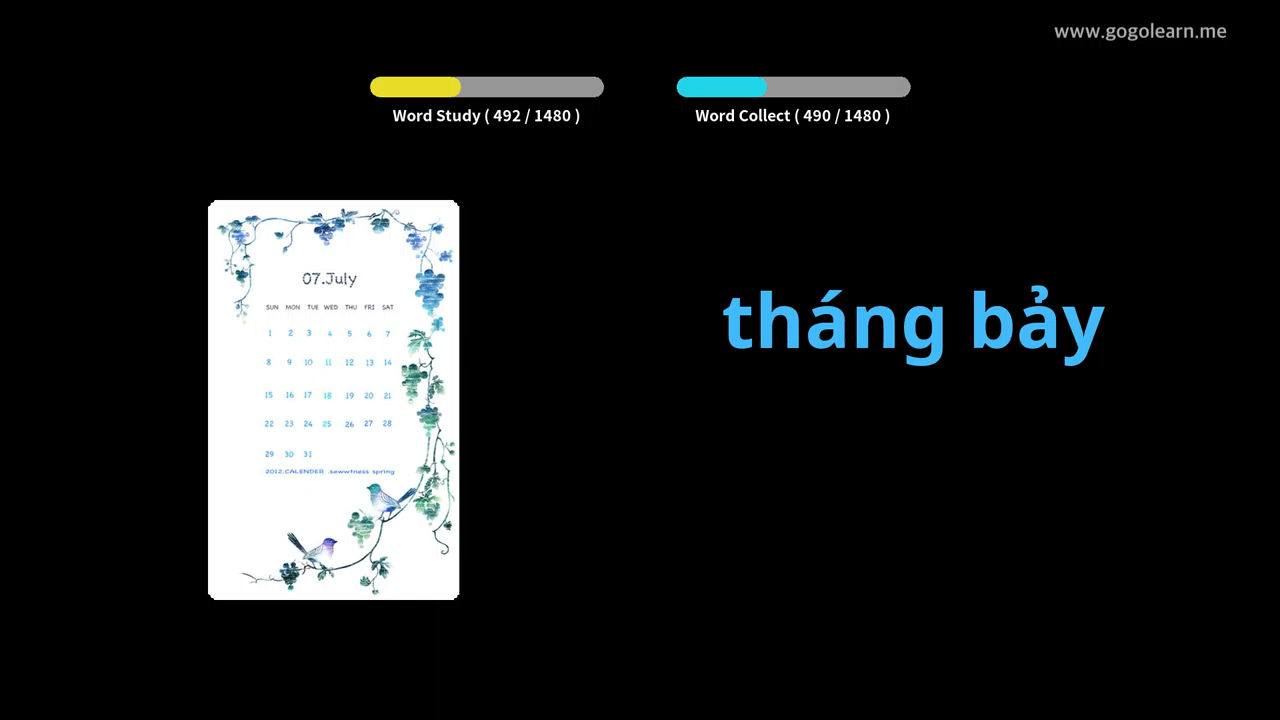 www.gogolearn.me
Word Study ( 492 / 1480 )
Word Collect ( 490 / 1480 )
07.July
SUN MON TUE WED THU FRI SAT
1 2 3 4 5 6 7
8 9 10 11 12 13 14
15 16 17 18 19 20 21
22 23 24 25 26 27 28
29 30 31
2012.CALENDER .sewwtness spring
tháng bảy